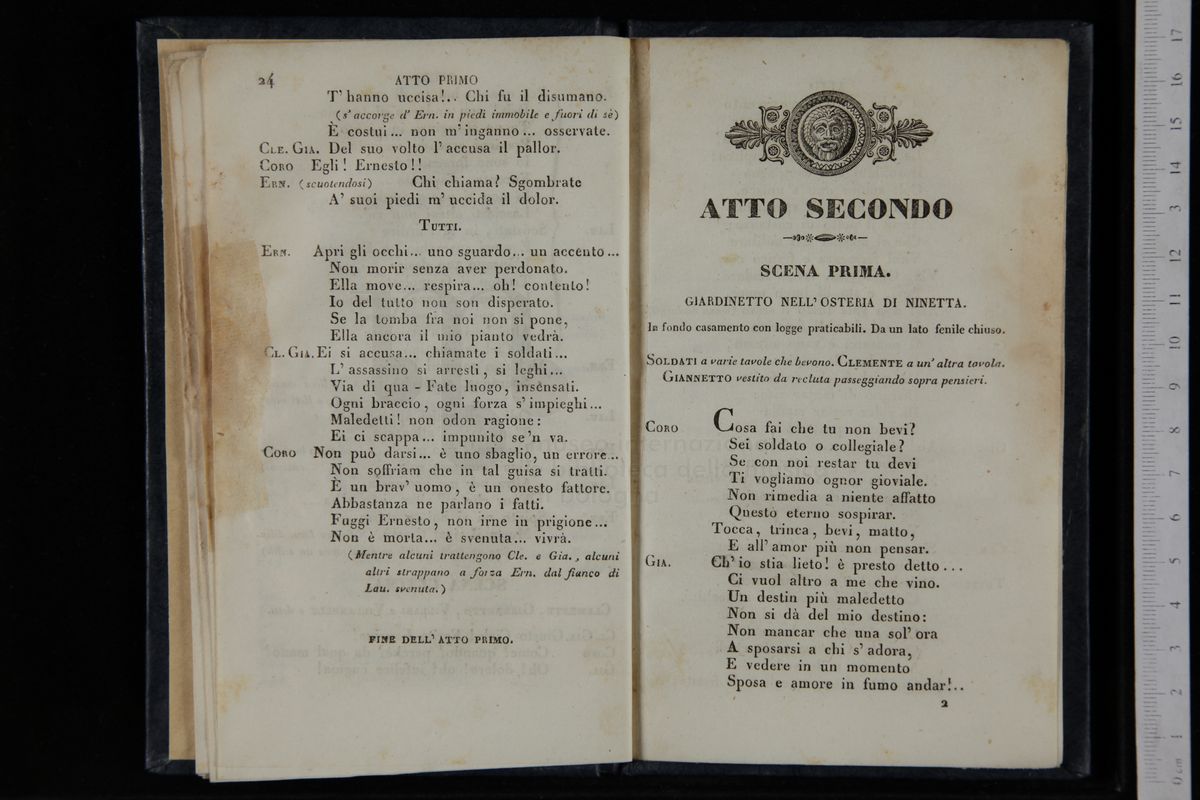 24 ATTO PRIMO
T' hanno uccisa!.. Chi fu il disumano.
(s' accorge d' Ern. in piedi immobile e fuori di sè)
È costui... non m' inganno... osservate.
CLE. GIA. Del suo volto l' accusa il pallor.
CORO Egli! Ernesto!!
ERN. (scuotendosi) Chi chiama? Sgombrate
A' suoi piedi m' uccida il dolor.
TUTTI.
ERN. Apri gli occhi... uno sguardo... un accento...
Non morir senza aver perdonato.
Ella move... respira... oh! contento!
Io del tutto non son disperato.
Se la tomba fra noi non si pone,
Ella ancora il mio pianto vedrà.
CL. GIA. Ei si accusa... chiamate i soldati...
L' assassino si arresti, si leghi...
Via di qua - Fate luogo, insensati.
Ogni braccio, ogni forza s' impieghi...
Maledetti! non odon ragione:
Ei ci scappa... impunito se 'n va.
CORO Non può darsi... è uno sbaglio, un errore...
Non soffriam che in tal guisa si tratti.
È un brav' uomo, è un onesto fattore.
Abbastanza ne parlano i fatti.
Fuggi Ernesto, non irne in prigione...
Non è morta... è svenuta... vivrà.
(Mentre alcuni trattengono Cle. e Gia., alcuni
altri strappano a forza Ern. dal fianco di
Lau. svenuta.)
FINE DELL' ATTO PRIMO.
ATTO SECONDO
SCENA PRIMA.
GIARDINETTO NELL' OSTERIA DI NINETTA.
In fondo casamento con logge praticabili. Da un lato fenile chiuso.
SOLDATI a varie tavole che bevono. CLEMENTE a un' altra tavola.
GIANNETTO vestito da recluta passeggiando sopra pensieri.
CORO Cosa fai che tu non bevi?
Sei soldato o collegiale?
Se con noi restar tu devi
Ti vogliamo ognor gioviale.
Non rimedia a niente affatto
Questo eterno sospirar.
Tocca, trinca, bevi, matto,
E all' amor più non pensar.
GIA. Ch' io stia lieto! è presto detto...
Ci vuol altro a me che vino.
Un destin più maledetto
Non si dà del mio destino:
Non mancar che una sol' ora
A sposarsi a chi s' adora,
E vedere in un momento
Sposa e amore in fumo andar!..
2